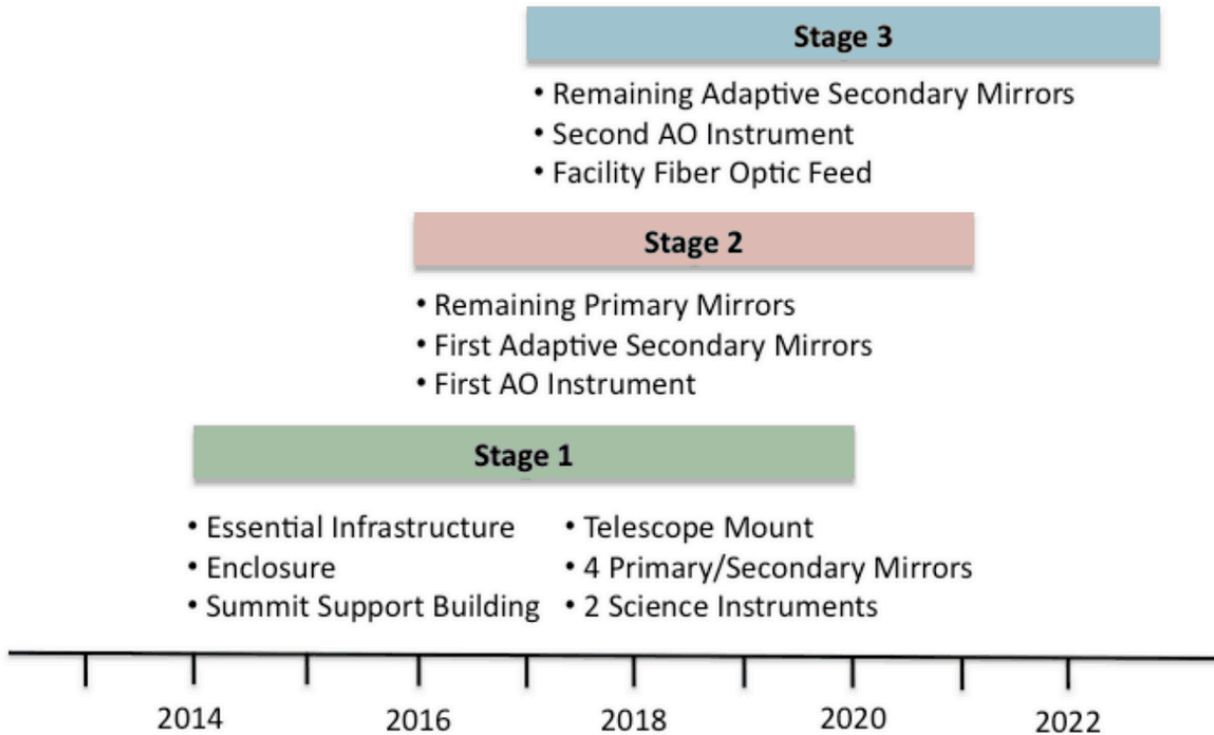 Stage 3
• Remaining Adaptive Secondary Mirrors
• Second AO Instrument
• Facility Fiber Optic Feed
Stage 2
• Remaining Primary Mirrors
• First Adaptive Secondary Mirrors
• First AO Instrument
Stage 1
• Essential Infrastructure
• Enclosure
• Summit Support Building
• Telescope Mount
• 4 Primary/Secondary Mirrors
• 2 Science Instruments
2014 2016 2018 2020 2022